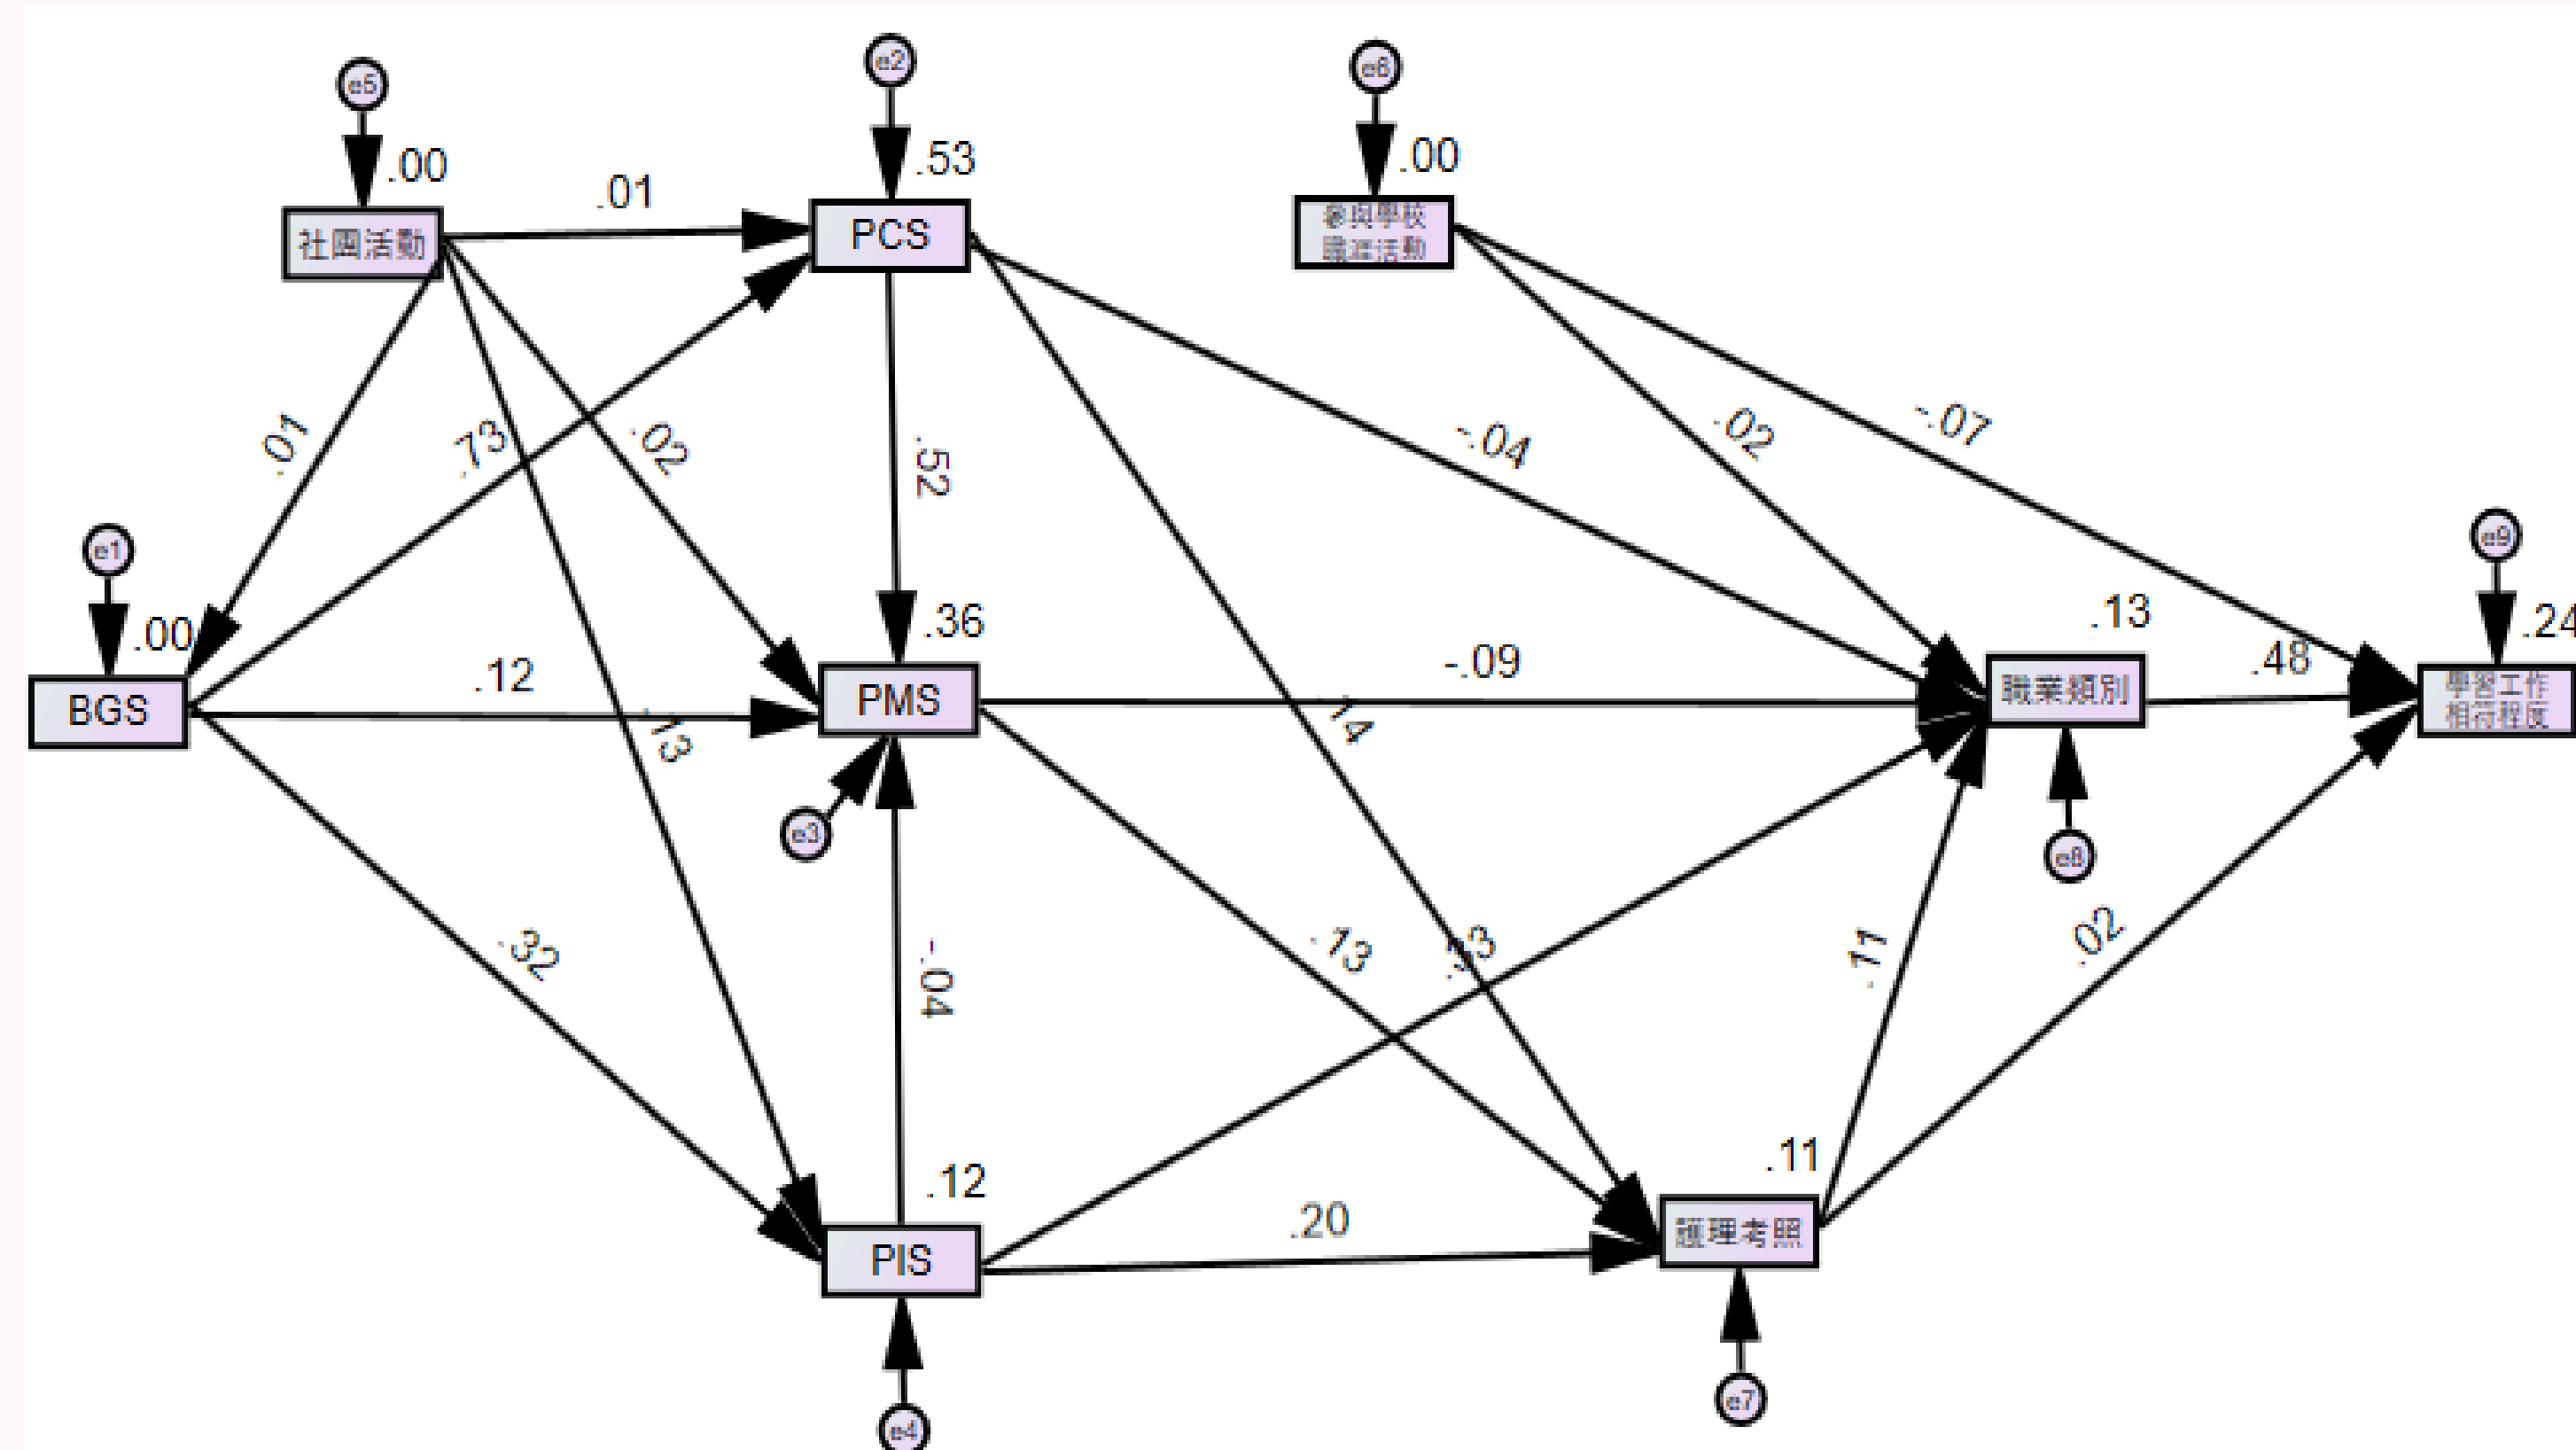 e5
e2
e6
.00
.01
.53
.00
社團活動
PCS
參與學校
職涯活動
.01
.73
.02
.52
-.04
.02
-.07
e1
e9
.00
.12
.36
-.09
.13
.48
.24
BGS
.13
PMS
.14
職業類別
學習工作
相符程度
e3
e8
.32
-.04
.13
.11
.02
.12
.20
.11
PIS
護理考照
e4
e7